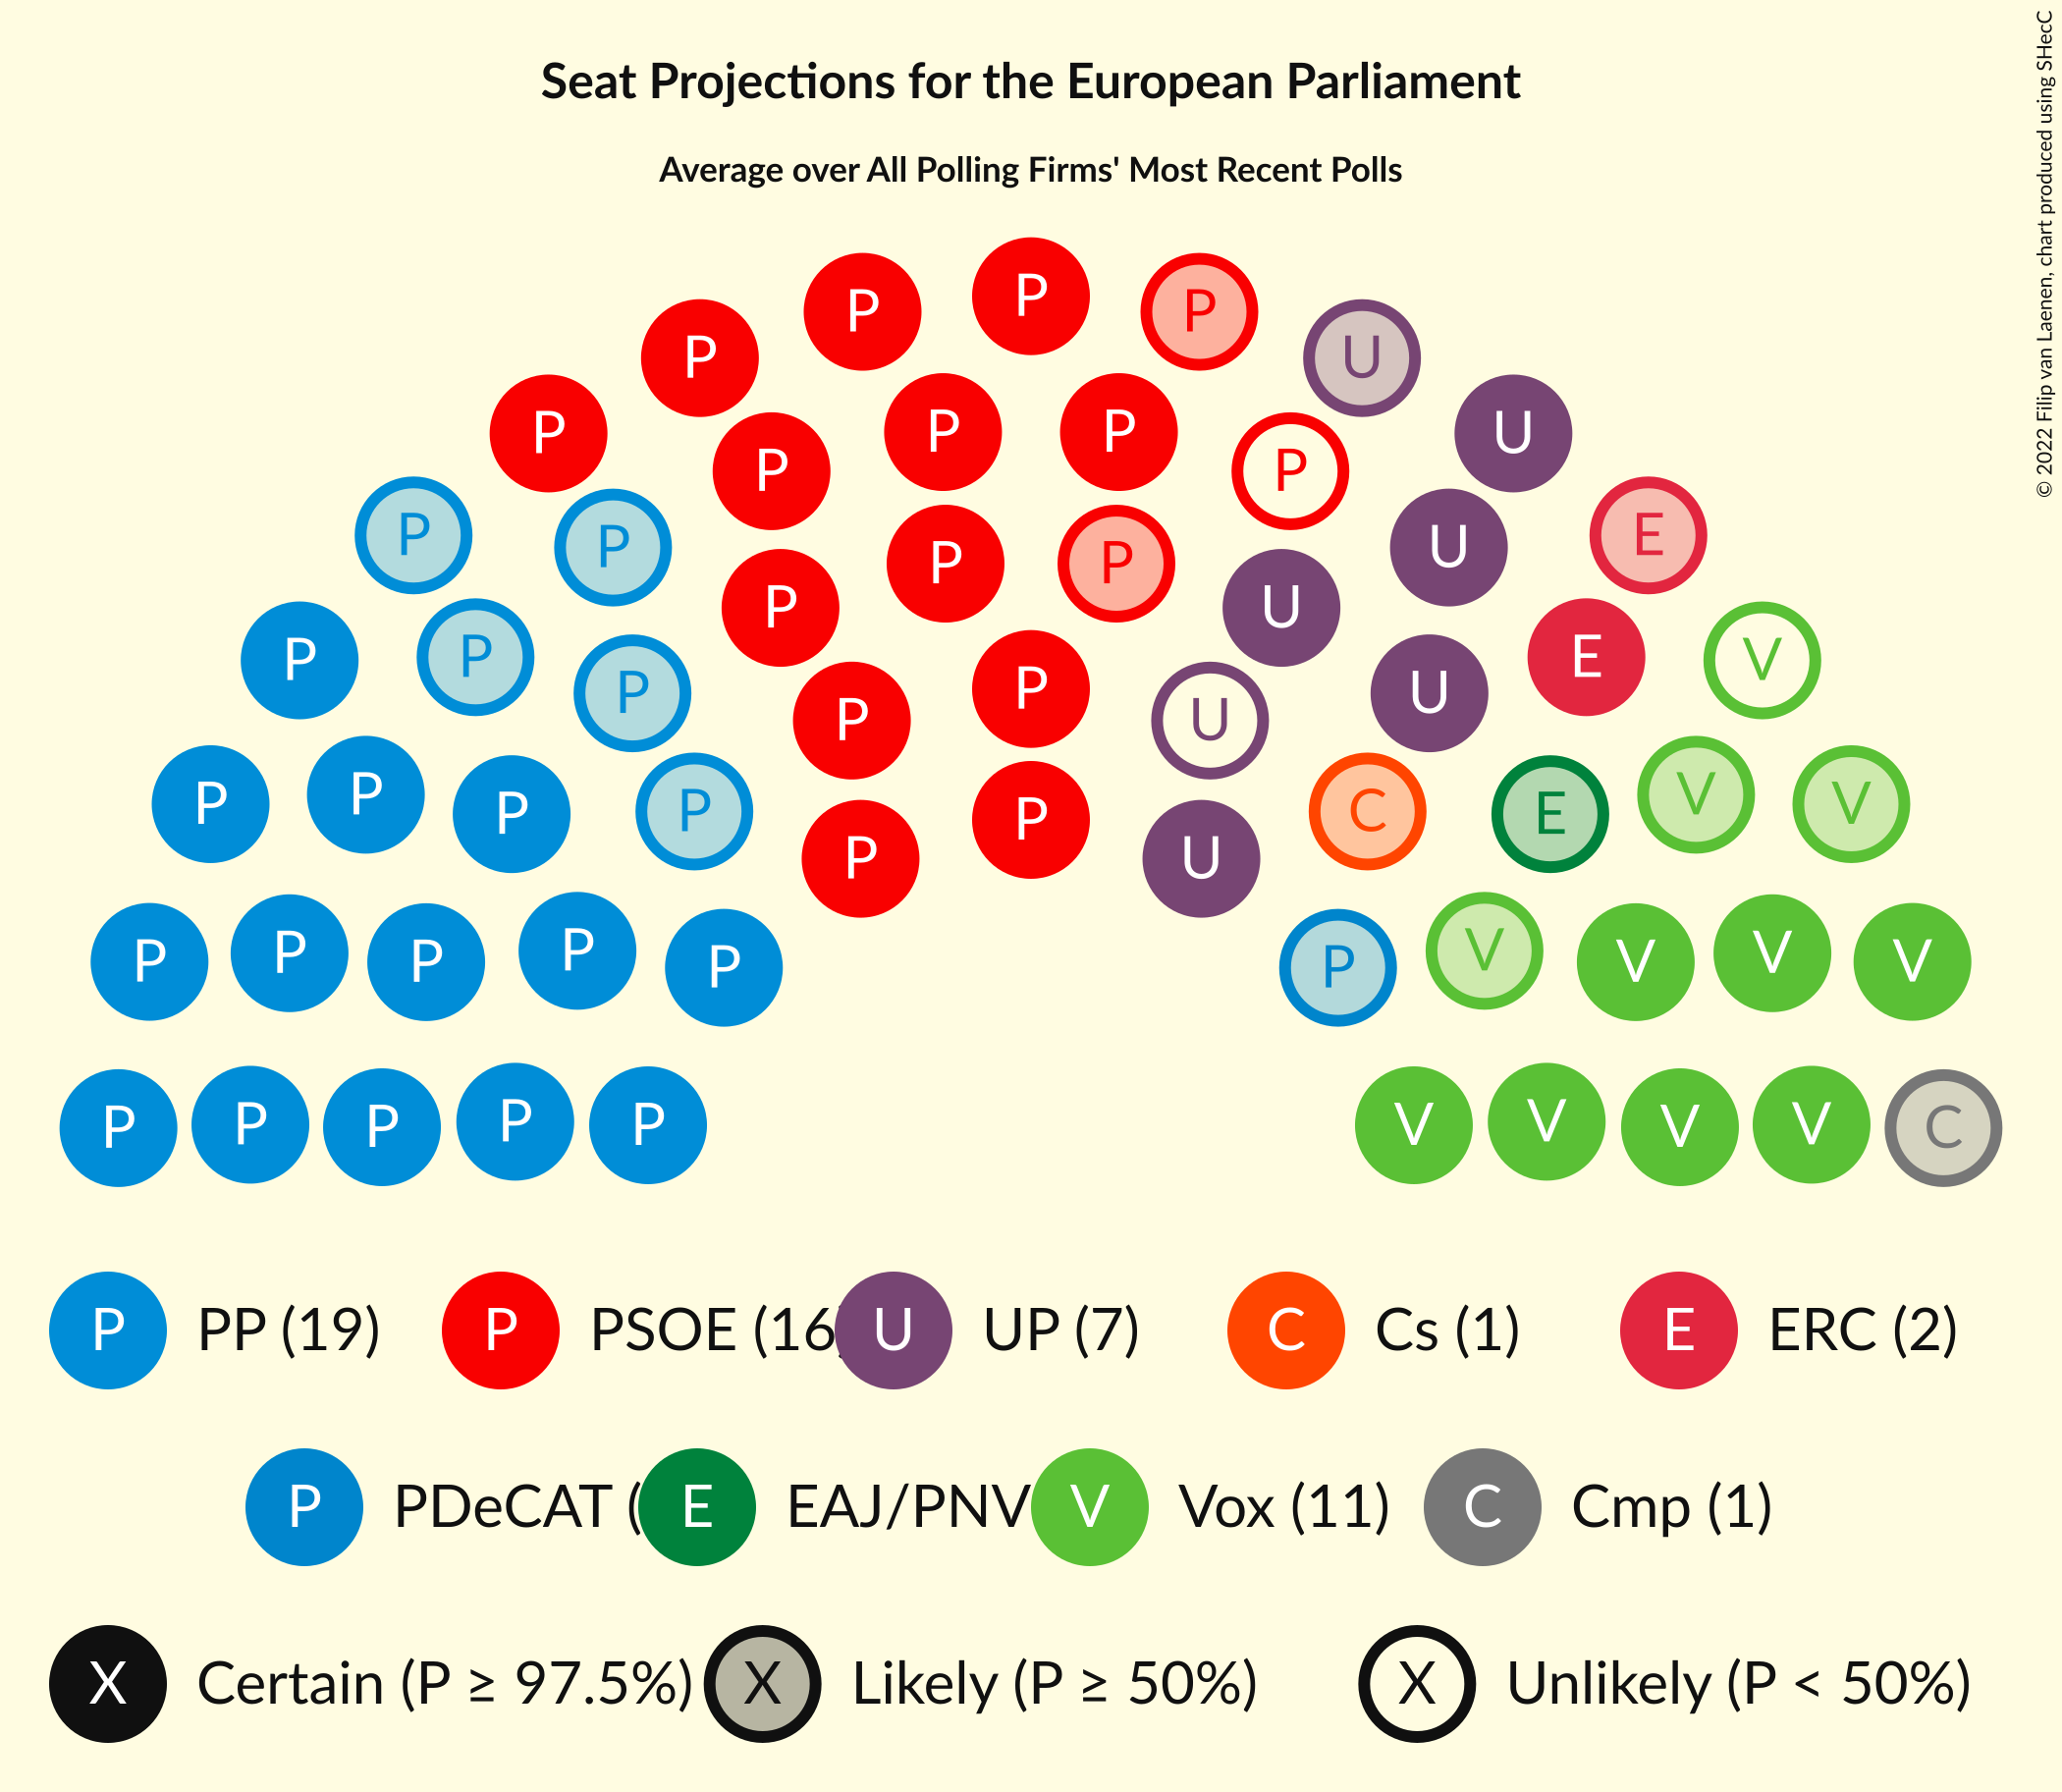 Seat Projections for the European Parliament
Average over All Polling Firms' Most Recent Polls
© 2022 Filip van Laenen, chart produced using SHecC
P
P P
P U
P P
P U
P P P P
P P U E
P P P U
P P P U
P P P E V
P U
P P P P C E V V
P P U
P P P P P P V V V V
P P P P P V V V V C
P PP (19) P PSOE (16 U UP (7) C Cs (1) E ERC (2)
P PDeCAT ( E EAJ/PNV V Vox (11) C Cmp (1)
X Certain (P ≥ 97.5%) X Likely (P ≥ 50%) X Unlikely (P < 50%)